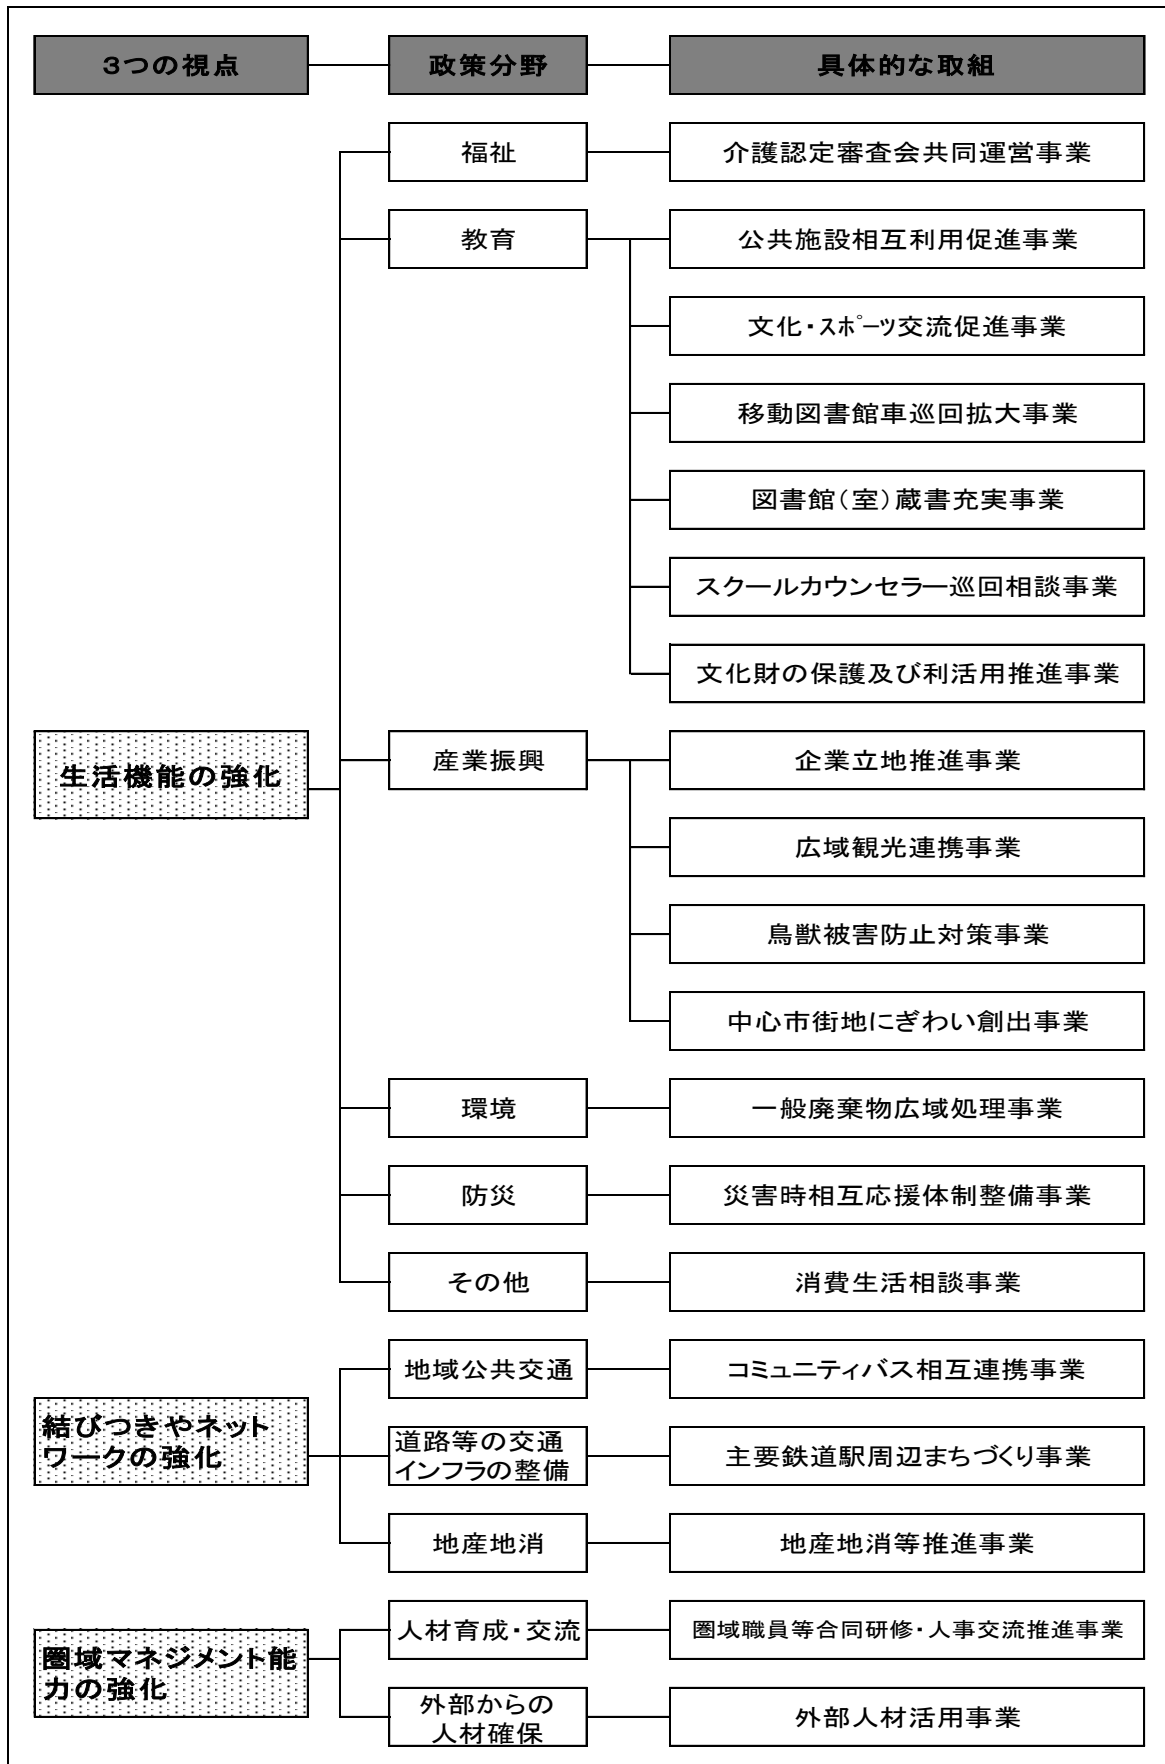 3つの視点
政策分野
具体的な取組
福祉
介護認定審査会共同運営事業
教育
公共施設相互利用促進事業
文化・ｽﾎﾟｰﾂ交流促進事業
移動図書館車巡回拡大事業
図書館（室）蔵書充実事業
スクールカウンセラー巡回相談事業
文化財の保護及び利活用推進事業
生活機能の強化
産業振興
企業立地推進事業
広域観光連携事業
鳥獣被害防止対策事業
中心市街地にぎわい創出事業
環境
一般廃棄物広域処理事業
防災
災害時相互応援体制整備事業
その他
消費生活相談事業
結びつきやネット
ワークの強化
地域公共交通
コミュニティバス相互連携事業
道路等の交通
インフラの整備
主要鉄道駅周辺まちづくり事業
地産地消
地産地消等推進事業
圏域マネジメント能
力の強化
人材育成・交流
圏域職員等合同研修・人事交流推進事業
外部からの
人材確保
外部人材活用事業